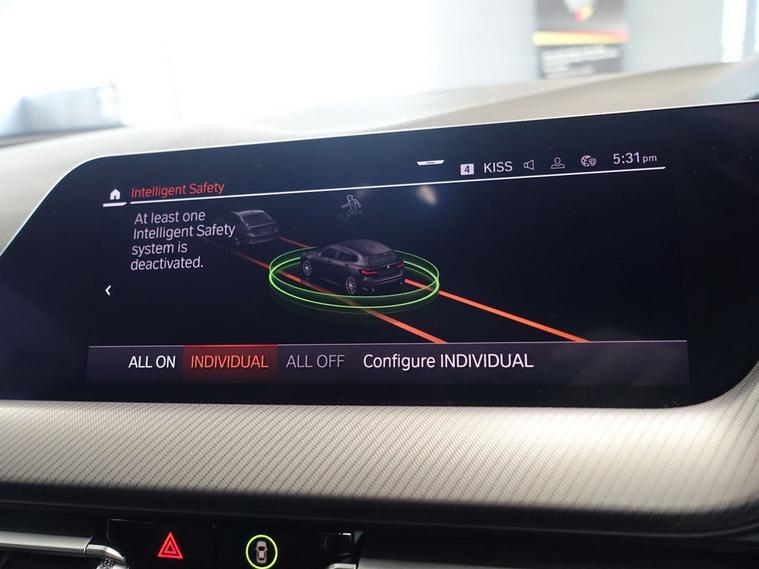 4 KISS 5:31 pm
Intelligent Safety
At least one
Intelligent Safety
system is
deactivated.
ALL ON INDIVIDUAL ALL OFF Configure INDIVIDUAL